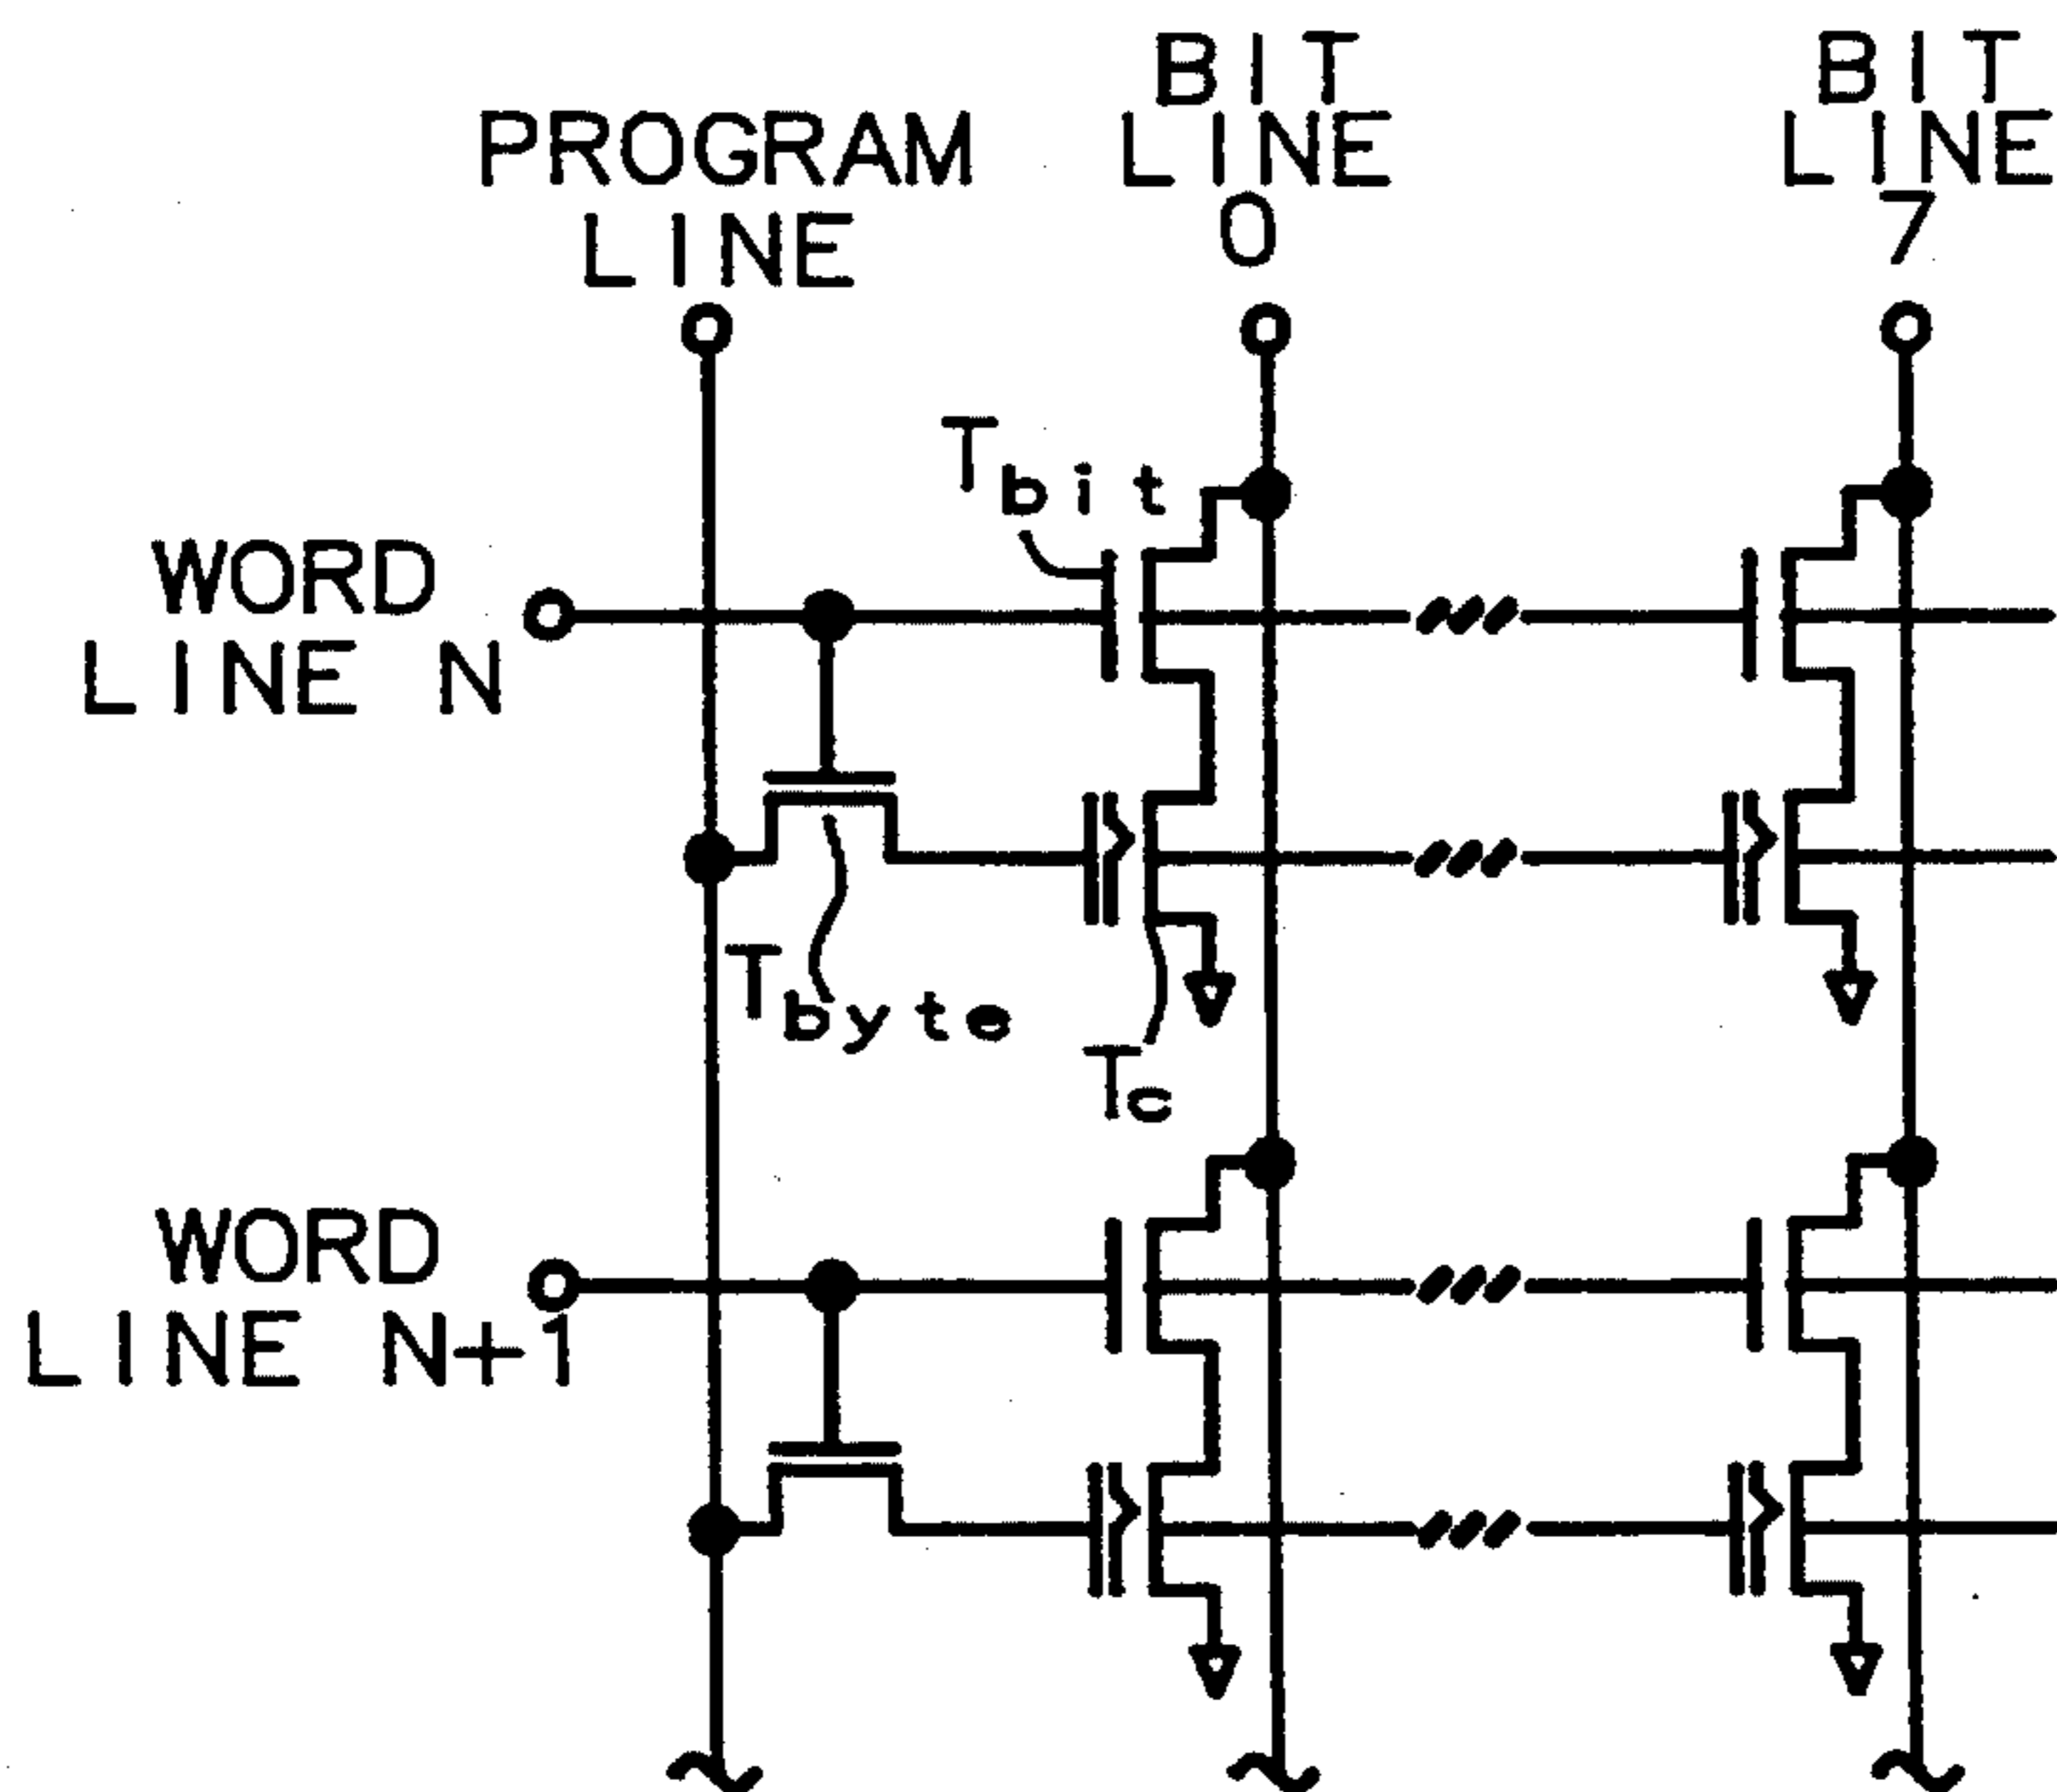 PROGRAM
LINE
BIT
LINE
0
BIT
LINE
7
Tbit
WORD
LINE N
Tbyte
Tc
WORD
LINE N+1